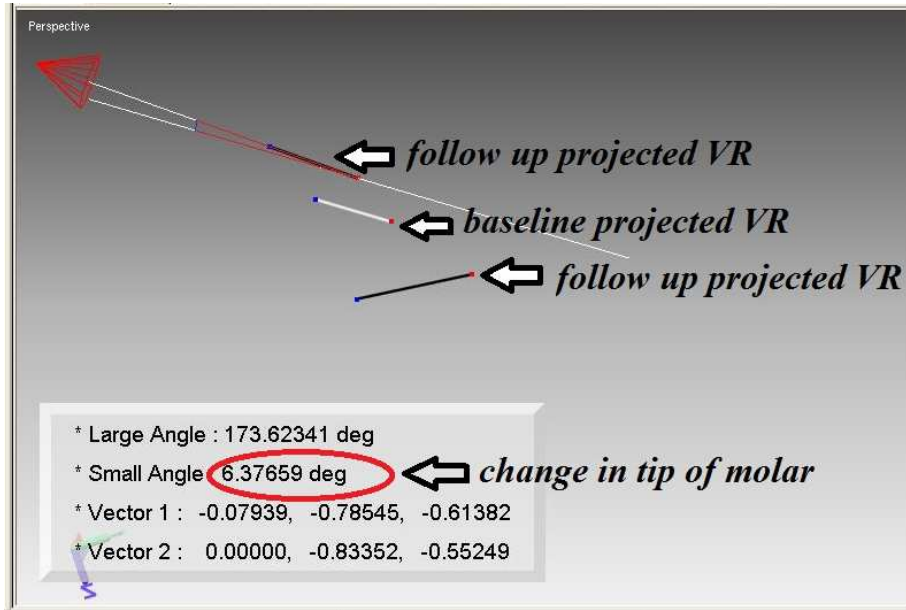 Perspective
follow up projected VR
baseline projected VR
follow up projected VR
* Large Angle : 173.62341 deg
* Small Angle 6.37659 deg
change in tip of molar
* Vector 1 : -0.07939, -0.78545, -0.61382
* Vector 2 : 0.00000, -0.83352, -0.55249